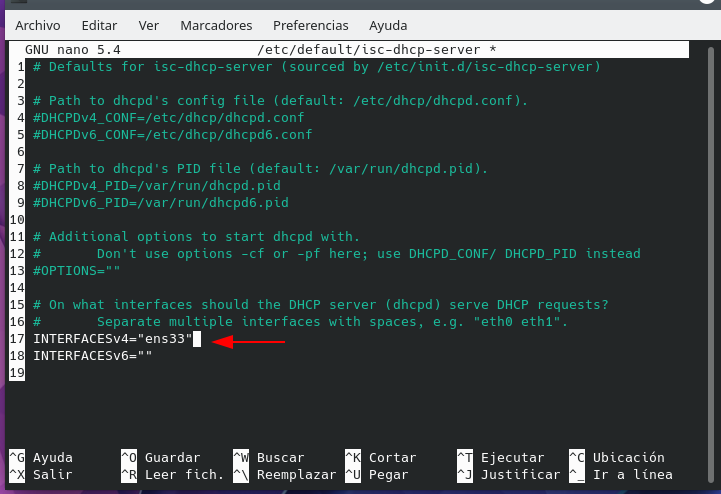 Archivo Editar Ver Marcadores Preferencias Ayuda
GNU nano 5.4 /etc/default/isc-dhcp-server *
1 # Defaults for isc-dhcp-server (sourced by /etc/init.d/isc-dhcp-server)
2
3 # Path to dhcpd's config file (default: /etc/dhcp/dhcpd.conf).
4 #DHCPDv4_CONF=/etc/dhcp/dhcpd.conf
5 #DHCPDv6_CONF=/etc/dhcp/dhcpd6.conf
6
7 # Path to dhcpd's PID file (default: /var/run/dhcpd.pid).
8 #DHCPDv4_PID=/var/run/dhcpd.pid
9 #DHCPDv6_PID=/var/run/dhcpd6.pid
10
11 # Additional options to start dhcpd with.
12 #       Don't use options -cf or -pf here; use DHCPD_CONF/ DHCPD_PID instead
13 #OPTIONS=""
14
15 # On what interfaces should the DHCP server (dhcpd) serve DHCP requests?
16 #       Separate multiple interfaces with spaces, e.g. "eth0 eth1".
17 INTERFACESv4="ens33"
18 INTERFACESv6=""
19
^G Ayuda ^O Guardar ^W Buscar ^K Cortar ^T Ejecutar ^C Ubicación
^X Salir ^R Leer fich. ^\ Reemplazar ^U Pegar ^J Justificar ^_ Ir a línea